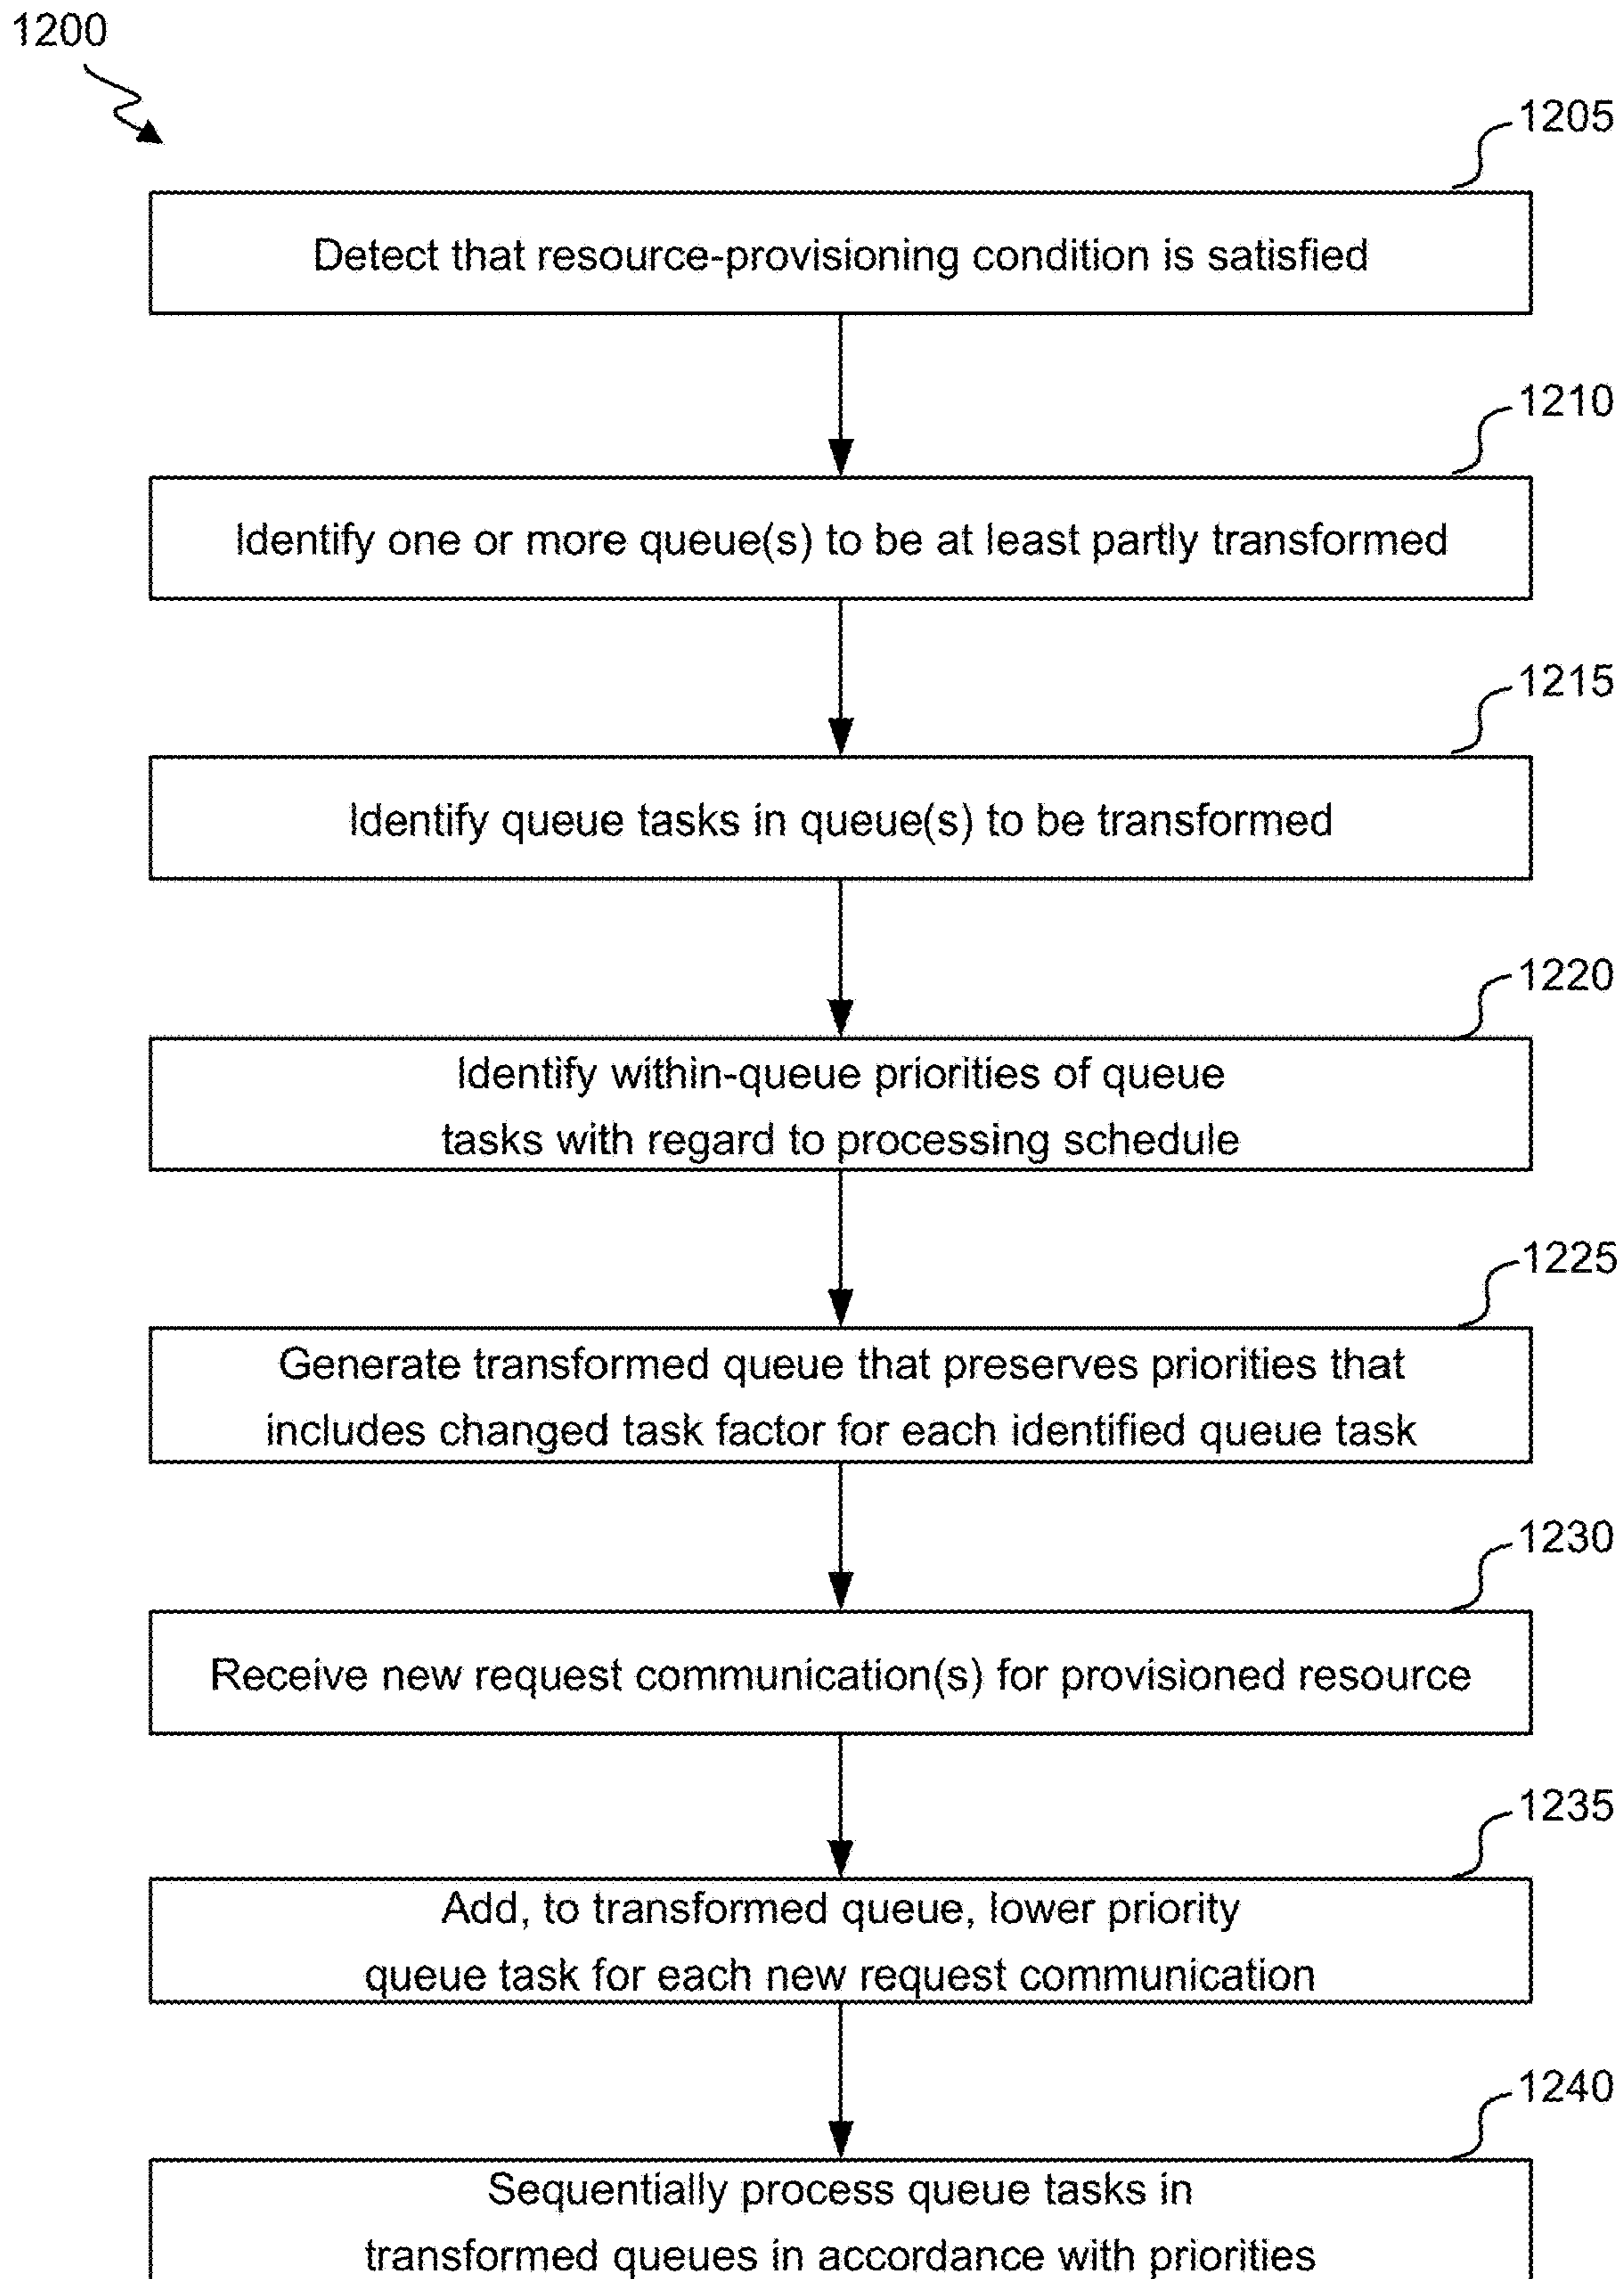 1200
1205
Detect that resource-provisioning condition is satisfied
1210
Identify one or more queue(s) to be at least partly transformed
1215
Identify queue tasks in queue(s) to be transformed
1220
Identify within-queue priorities of queue
tasks with regard to processing schedule
1225
Generate transformed queue that preserves priorities that
includes changed task factor for each identified queue task
1230
Receive new request communication(s) for provisioned resource
1235
Add, to transformed queue, lower priority
queue task for each new request communication
1240
Sequentially process queue tasks in
transformed queues in accordance with priorities